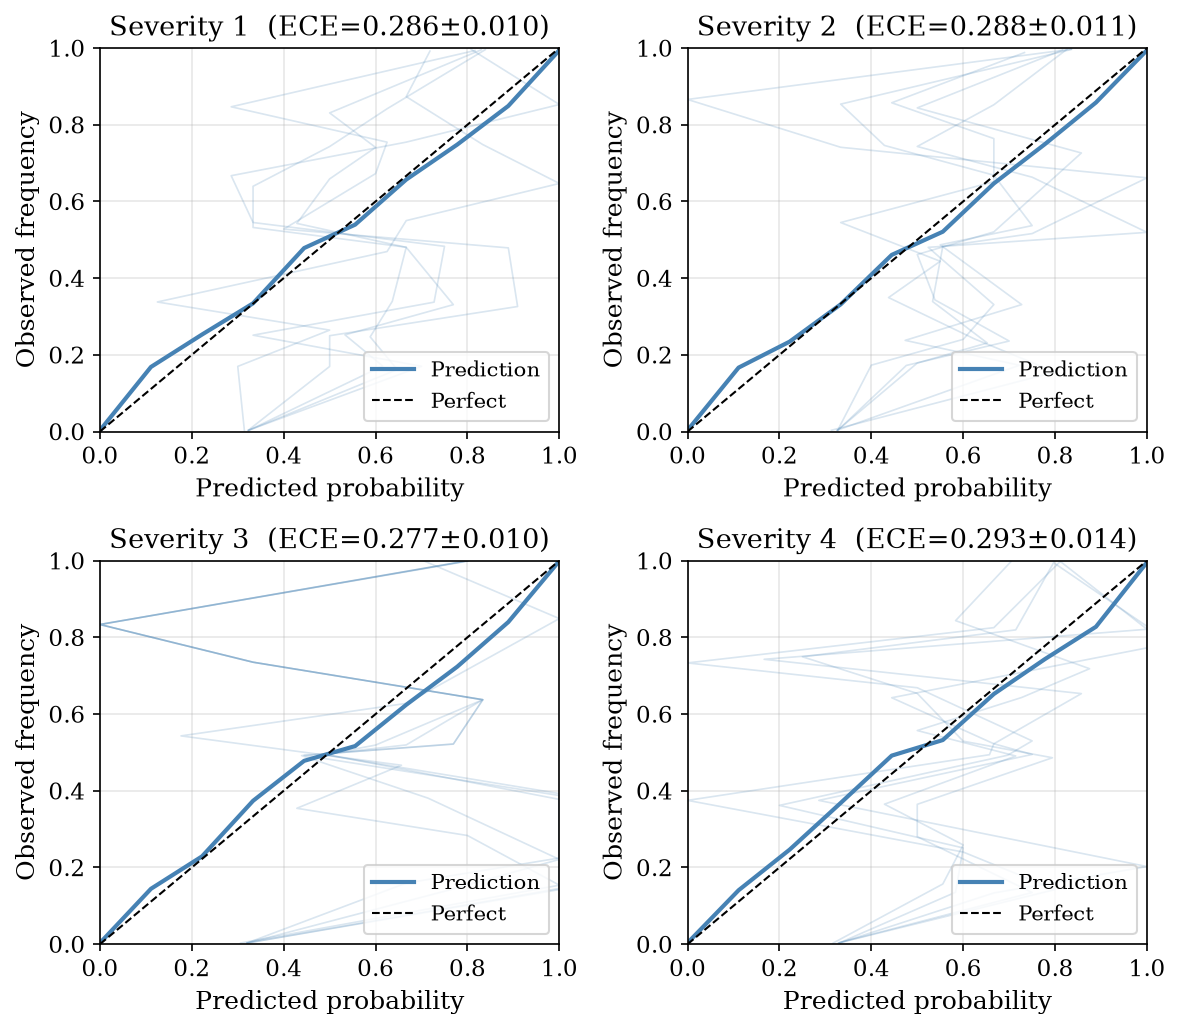 Severity 1  (ECE=0.286±0.010)
1.0
0.8
0.6
0.4
0.2
0.0
Observed frequency
Prediction
Perfect
0.0 0.2 0.4 0.6 0.8 1.0
Predicted probability
Severity 2  (ECE=0.288±0.011)
1.0
0.8
0.6
0.4
0.2
0.0
Observed frequency
Prediction
Perfect
0.0 0.2 0.4 0.6 0.8 1.0
Predicted probability
Severity 3  (ECE=0.277±0.010)
1.0
0.8
0.6
0.4
0.2
0.0
Observed frequency
Prediction
Perfect
0.0 0.2 0.4 0.6 0.8 1.0
Predicted probability
Severity 4  (ECE=0.293±0.014)
1.0
0.8
0.6
0.4
0.2
0.0
Observed frequency
Prediction
Perfect
0.0 0.2 0.4 0.6 0.8 1.0
Predicted probability